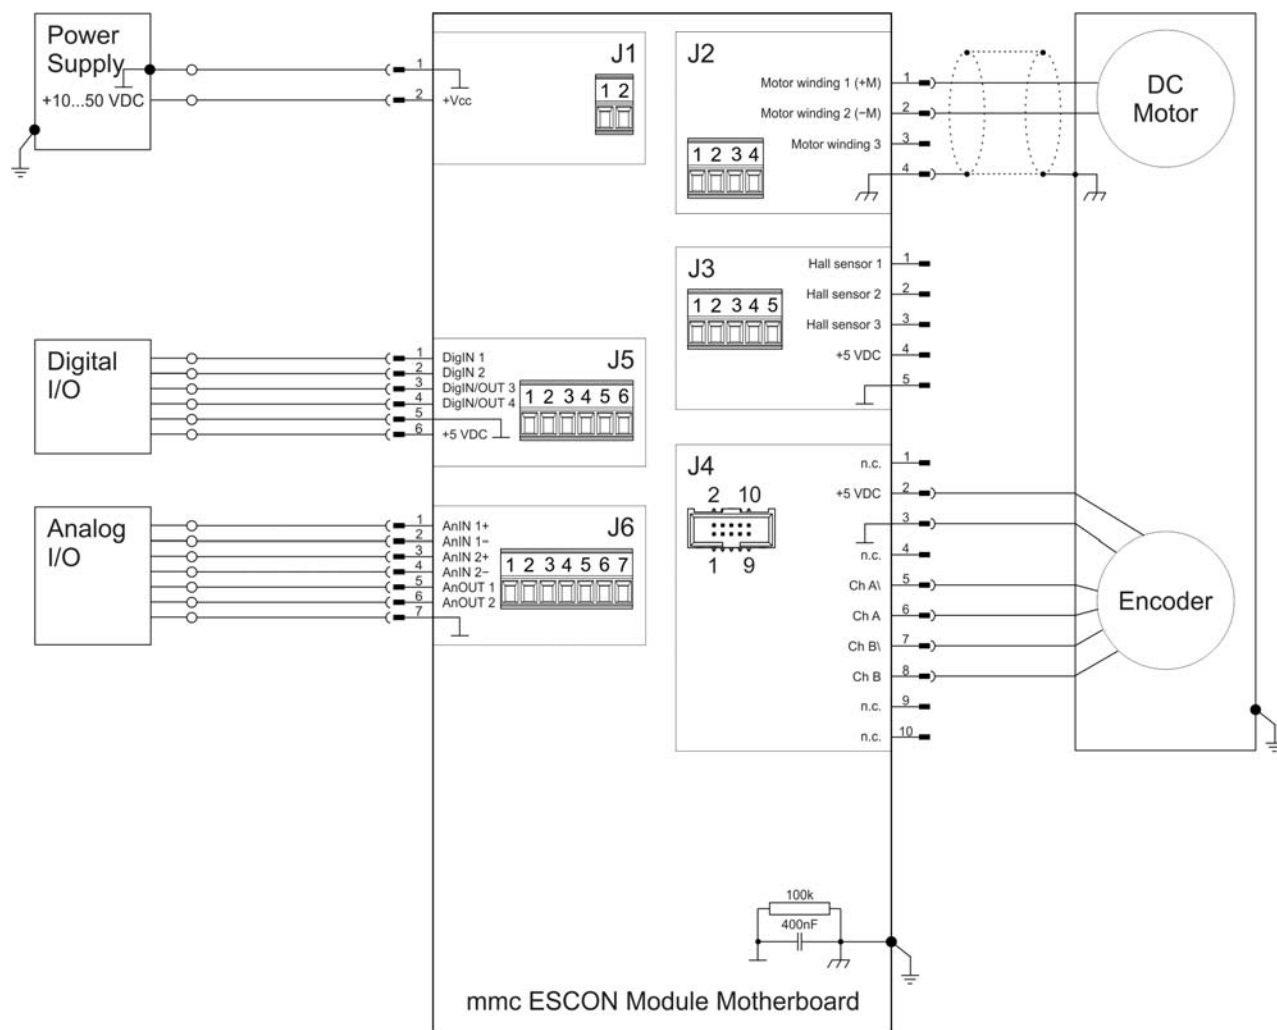 Power
Supply
+10...50 VDC
1
2
+Vcc
J1
1 2
J2
Motor winding 1 (+M)
1
Motor winding 2 (−M)
2
Motor winding 3
3
4
1 2 3 4
DC
Motor
J3
Hall sensor 1
1
Hall sensor 2
2
Hall sensor 3
3
+5 VDC
4
5
1 2 3 4 5
Digital
I/O
1
DigIN 1
2
DigIN 2
3
DigIN/OUT 3
4
DigIN/OUT 4
5
6
+5 VDC
J5
1 2 3 4 5 6
Analog
I/O
1
AnIN 1+
2
AnIN 1−
3
AnIN 2+
4
AnIN 2−
5
AnOUT 1
6
AnOUT 2
7
J6
1 2 3 4 5 6 7
J4
2 10
1 9
n.c.
1
+5 VDC
2
3
n.c.
4
Ch A\
5
Ch A
6
Ch B\
7
Ch B
8
n.c.
9
n.c.
10
Encoder
100k
400nF
mmc ESCON Module Motherboard